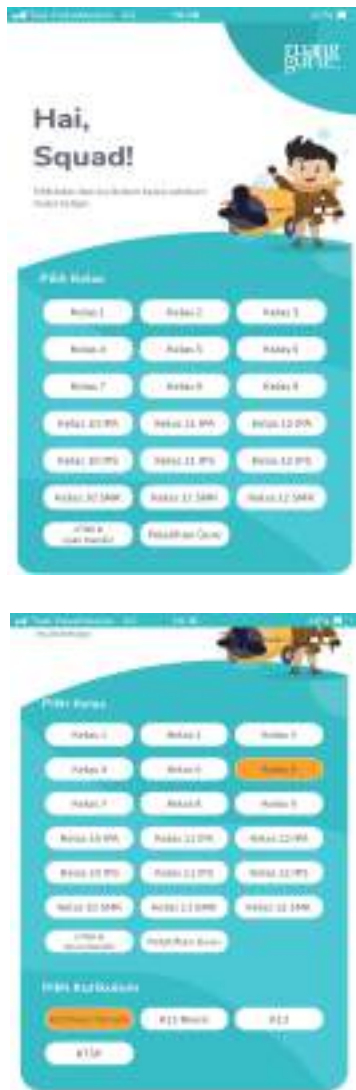 ruang guru
Hai,
Squad!
Pilih Kelas
Kelas 1 Kelas 2 Kelas 3
Kelas 4 Kelas 5 Kelas 6
Kelas 7 Kelas 8 Kelas 9
Kelas 10 IPA Kelas 11 IPA Kelas 12 IPA
Kelas 10 IPS Kelas 11 IPS Kelas 12 IPS
Kelas 10 SMK Kelas 11 SMK Kelas 12 SMK
Pelatihan Guru
Pilih Kelas
Kelas 1 Kelas 2 Kelas 3
Kelas 4 Kelas 5 Kelas 6
Kelas 7 Kelas 8 Kelas 9
Kelas 10 IPA Kelas 11 IPA Kelas 12 IPA
Kelas 10 IPS Kelas 11 IPS Kelas 12 IPS
Kelas 10 SMK Kelas 11 SMK Kelas 12 SMK
Pelatihan Guru
Pilih Kurikulum
K13 Revisi K13
KTSP